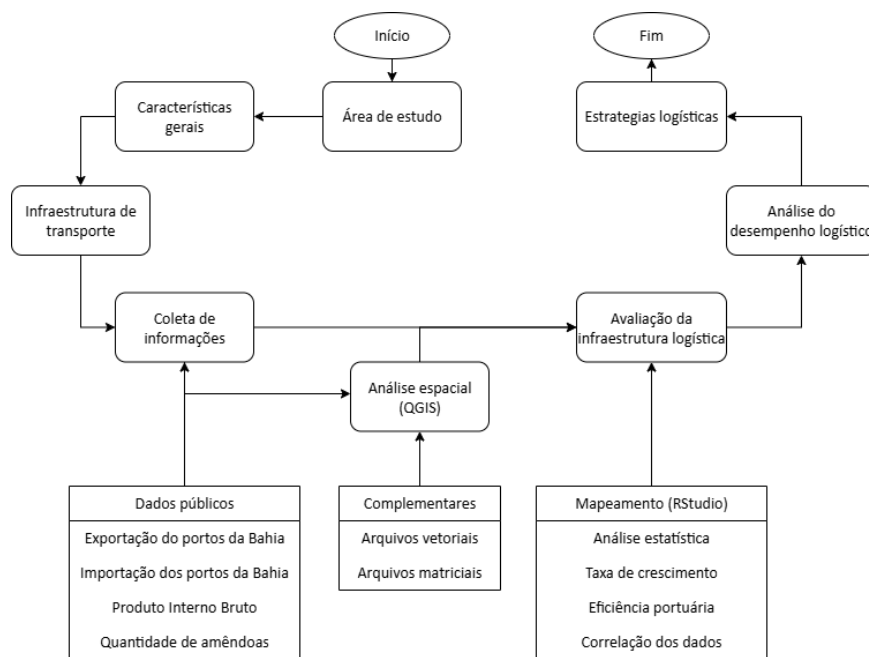 Início
Fim
Características
gerais
Área de estudo
Estrategias logísticas
Infraestrutura de
transporte
Análise do
desempenho logístico
Coleta de
informações
Avaliação da
infraestrutura logística
Análise espacial
(QGIS)
Dados públicos
Exportação do portos da Bahia
Importação dos portos da Bahia
Produto Interno Bruto
Quantidade de amêndoas
Complementares
Arquivos vetoriais
Arquivos matriciais
Mapeamento (RStudio)
Análise estatística
Taxa de crescimento
Eficiência portuária
Correlação dos dados